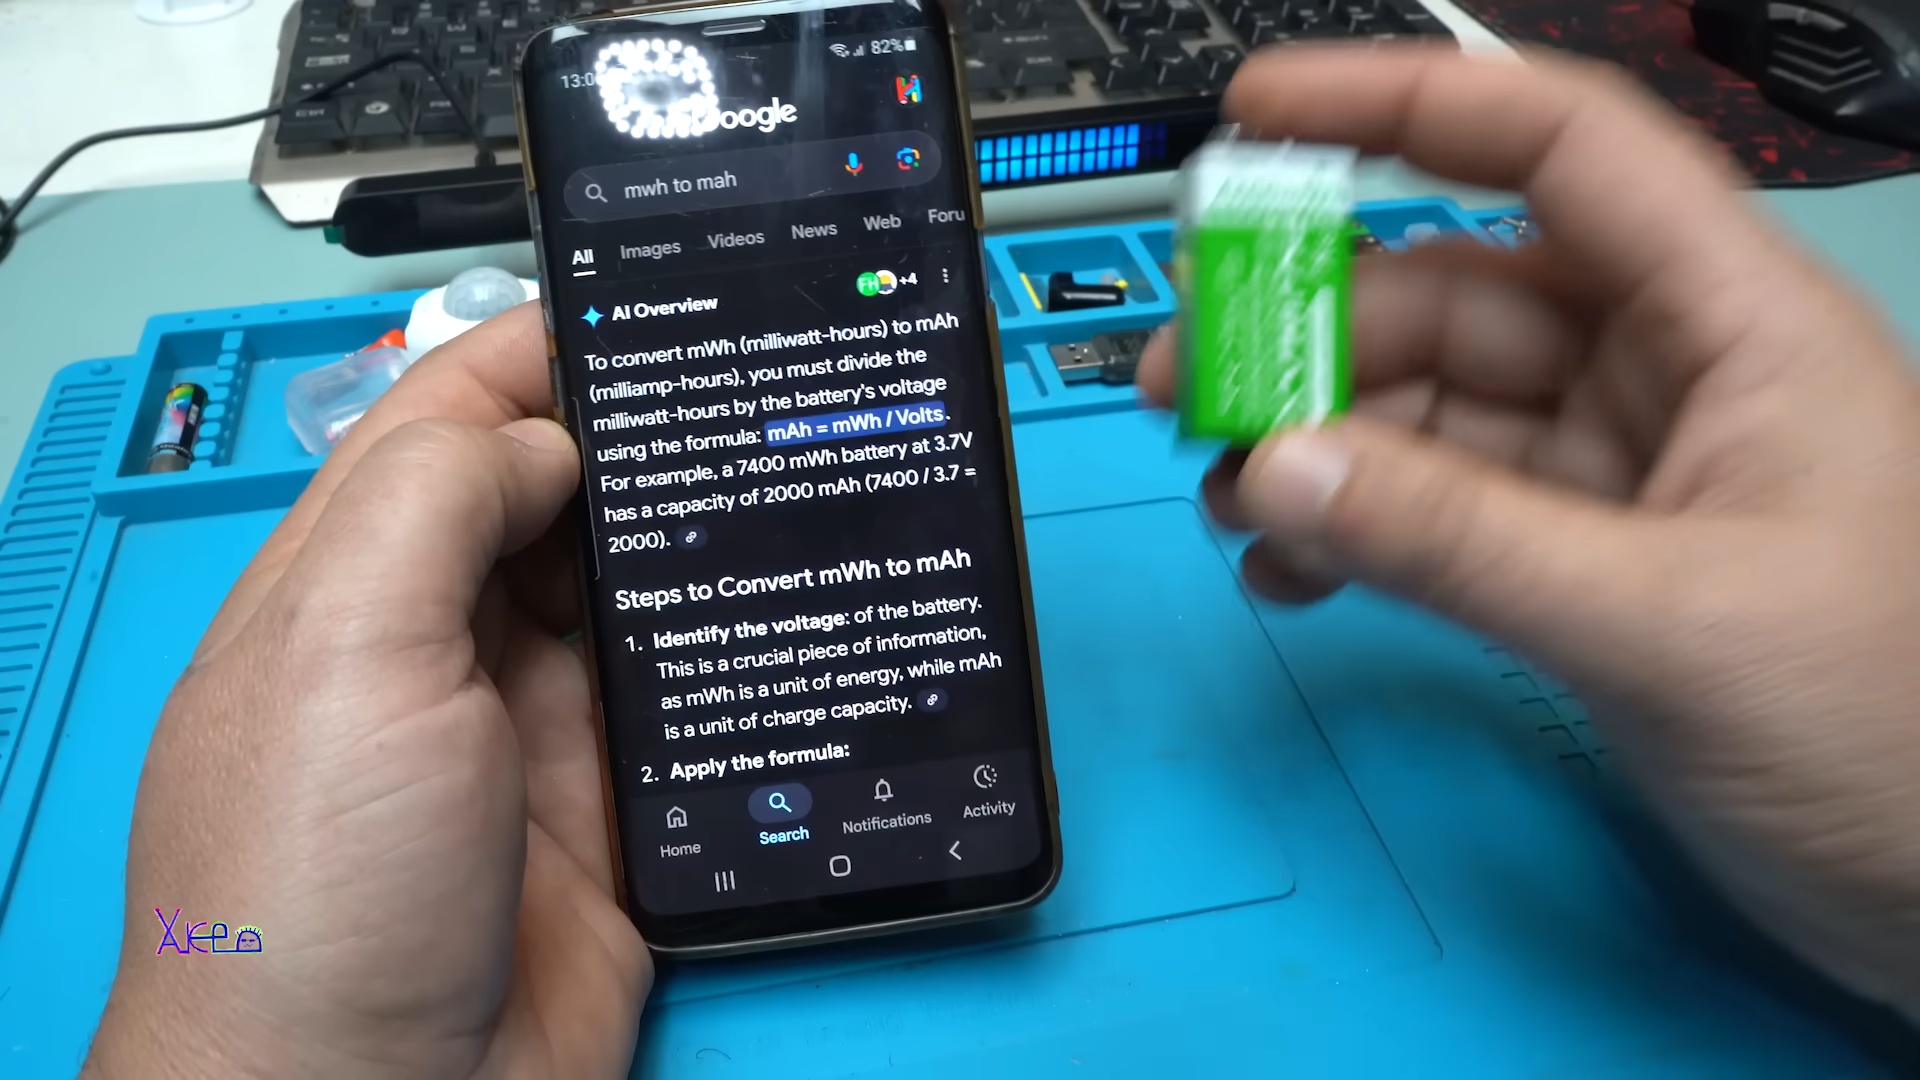 82%
Google
mwh to mah
All Images Videos News Web Foru
FH +4
AI Overview
To convert mWh (milliwatt-hours) to mAh
(milliamp-hours), you must divide the
milliwatt-hours by the battery's voltage
using the formula: mAh = mWh / Volts.
For example, a 7400 mWh battery at 3.7V
has a capacity of 2000 mAh (7400 / 3.7 =
2000).
Steps to Convert mWh to mAh
1. Identify the voltage: of the battery.
This is a crucial piece of information,
as mWh is a unit of energy, while mAh
is a unit of charge capacity.
2. Apply the formula:
Home Search Notifications Activity